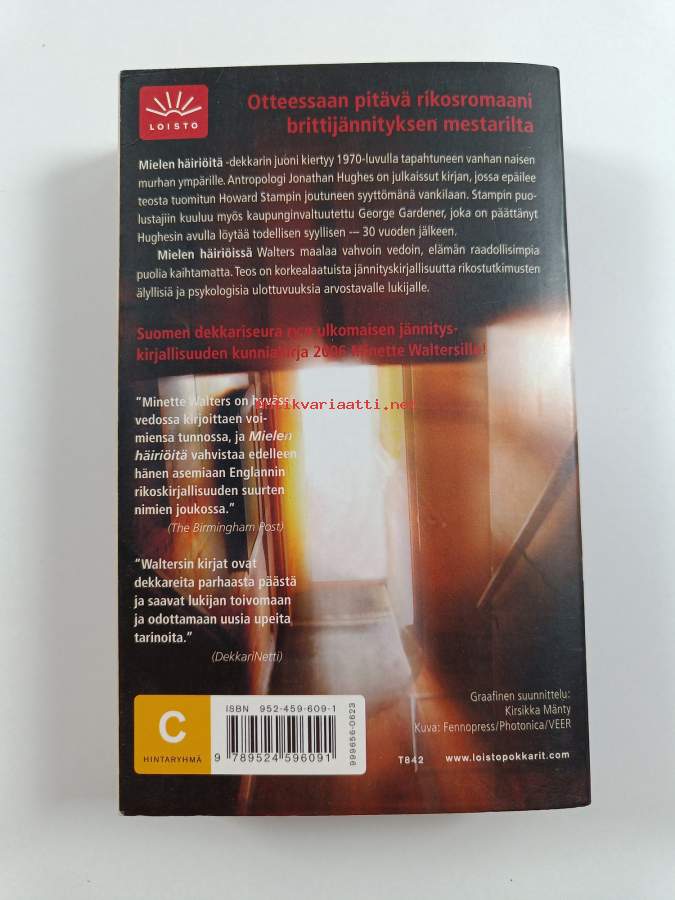 LOISTO
Otteessaan pitävä rikosromaani
brittijännityksen mestarilta
Mielen häiriöitä -dekkarin juoni kiertyy 1970-luvulla tapahtuneen vanhan naisen
murhan ympärille. Antropologi Jonathan Hughes on julkaissut kirjan, jossa epäilee
teosta tuomitun Howard Stampin joutuneen syyttömänä vankilaan. Stampin puo-
lustajiin kuuluu myös kaupunginvaltuutettu George Gardener, joka on päättänyt
Hughesin avulla löytää todellisen syyllisen –– 30 vuoden jälkeen.
Mielen häiriöissä Walters maalaa vahvoin vedoin, elämän raadollisimpia
puolia kaihtamatta. Teos on korkealaatuista jännityskirjallisuutta rikostutkimusten
älyllisiä ja psykologisia ulottuvuuksia arvostavalle lukijalle.
Suomen dekkariseura ry:n ulkomaisen jännitys-
kirjallisuuden kunniakirja 2006 Minette Waltersille!
antikvariaatti.net
"Minette Walters on hyvässä
vedossa kirjoittaen voi-
miensa tunnossa, ja Mielen
häiriöitä vahvistaa edelleen
hänen asemiaan Englannin
rikoskirjallisuuden suurten
nimien joukossa."
(The Birmingham Post)
"Waltersin kirjat ovat
dekkareita parhaasta päästä
ja saavat lukijan toivomaan
ja odottamaan uusia upeita
tarinoita."
(DekkariNetti)
Graafinen suunnittelu:
Kirsikka Mänty
Kuva: Fennopress/Photonica/VEER
C
HINTARYHMÄ
ISBN 952-459-609-1
9 789524 596091
999656-0623
T842 www.loistopokkarit.com